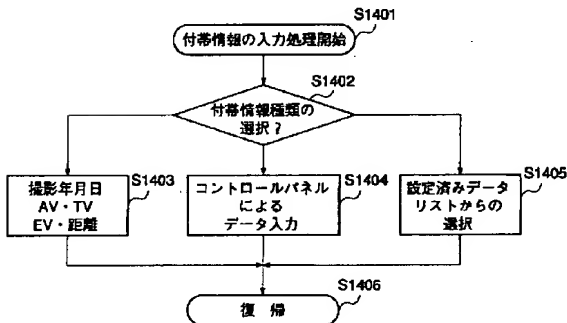 S1401
付帯情報の入力処理開始
S1402
付帯情報種類の
選択?
S1403
撮影年月日
AV・TV
EV・距離
S1404
コントロールパネル
による
データ入力
S1405
設定済みデータ
リストからの
選択
S1406
復帰